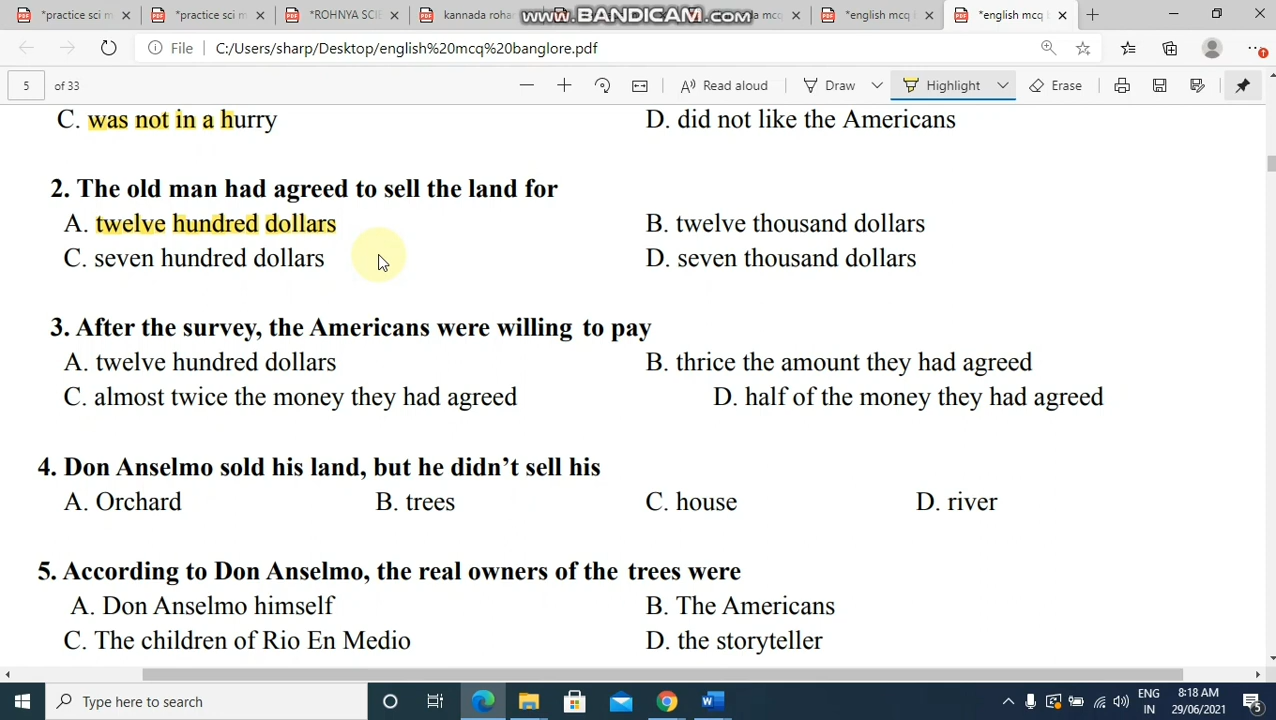 *practice sci m
*practice sci m
*ROHNYA SCIE
kannada rohan
www.BANDICAM.com
mcq
*english mcq b
*english mcq b
File
C:/Users/sharp/Desktop/english%20mcq%20banglore.pdf
5 of 33
Read aloud
Draw
Highlight
Erase
C. was not in a hurry D. did not like the Americans
2. The old man had agreed to sell the land for
A. twelve hundred dollars B. twelve thousand dollars
C. seven hundred dollars D. seven thousand dollars
3. After the survey, the Americans were willing to pay
A. twelve hundred dollars B. thrice the amount they had agreed
C. almost twice the money they had agreed D. half of the money they had agreed
4. Don Anselmo sold his land, but he didn’t sell his
A. Orchard B. trees C. house D. river
5. According to Don Anselmo, the real owners of the trees were
A. Don Anselmo himself B. The Americans
C. The children of Rio En Medio D. the storyteller
Type here to search
ENG
IN
8:18 AM
29/06/2021
5